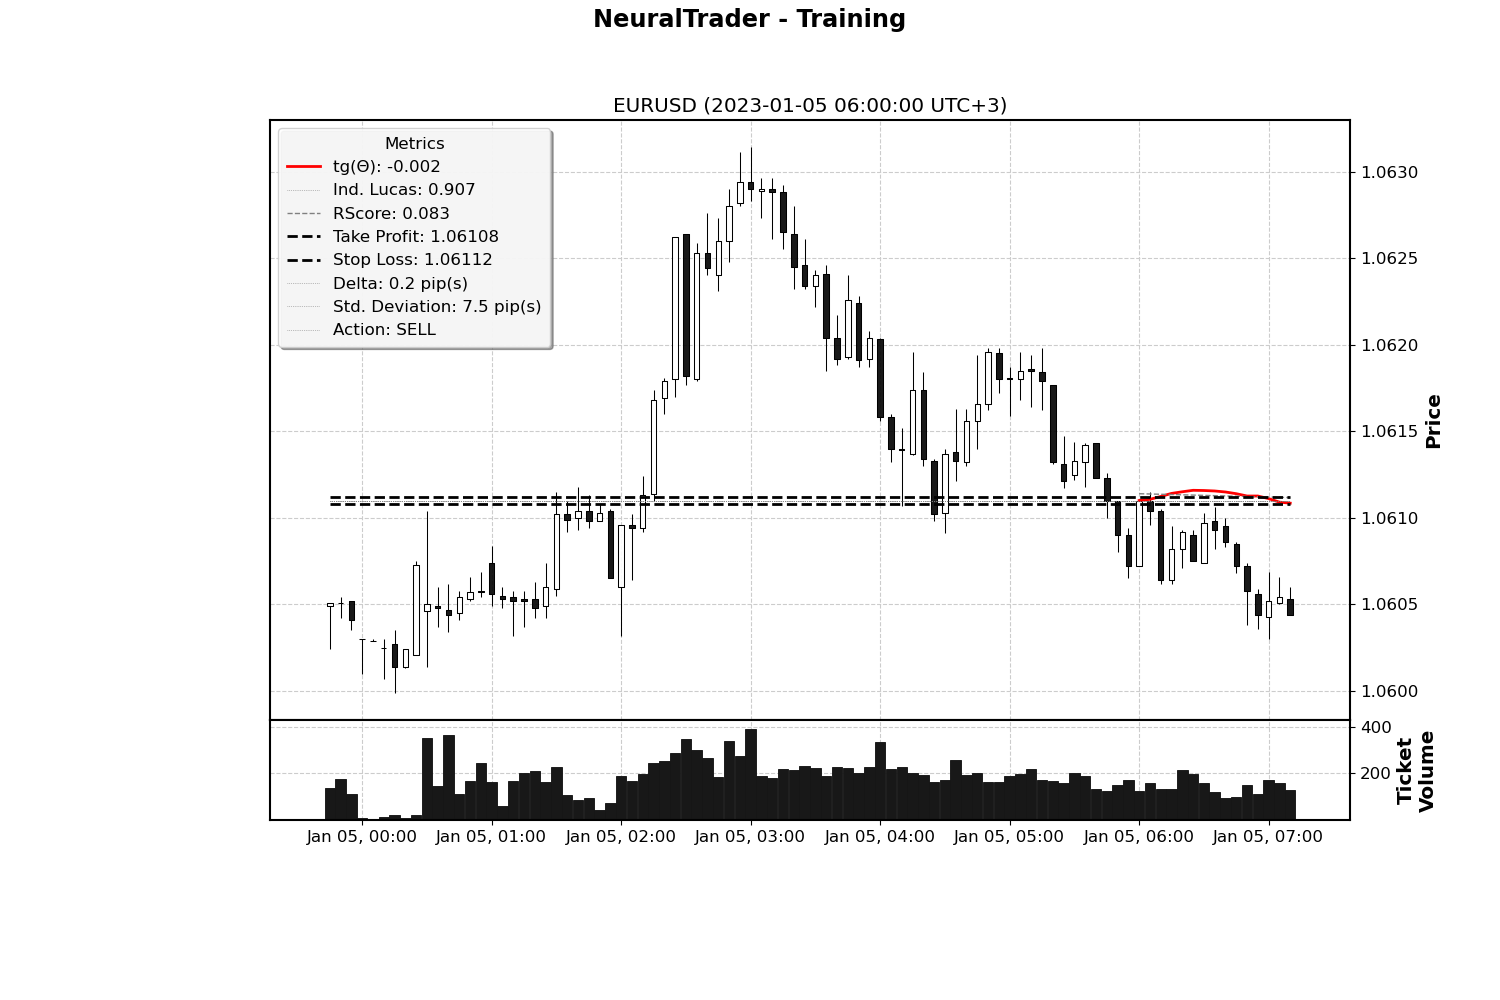 NeuralTrader - Training
EURUSD (2023-01-05 06:00:00 UTC+3)
Metrics
tg(Θ): -0.002
Ind. Lucas: 0.907
RScore: 0.083
Take Profit: 1.06108
Stop Loss: 1.06112
Delta: 0.2 pip(s)
Std. Deviation: 7.5 pip(s)
Action: SELL
1.0630
1.0625
1.0620
1.0615
1.0610
1.0605
1.0600
Price
400
200
Ticket
Volume
Jan 05, 00:00
Jan 05, 01:00
Jan 05, 02:00
Jan 05, 03:00
Jan 05, 04:00
Jan 05, 05:00
Jan 05, 06:00
Jan 05, 07:00